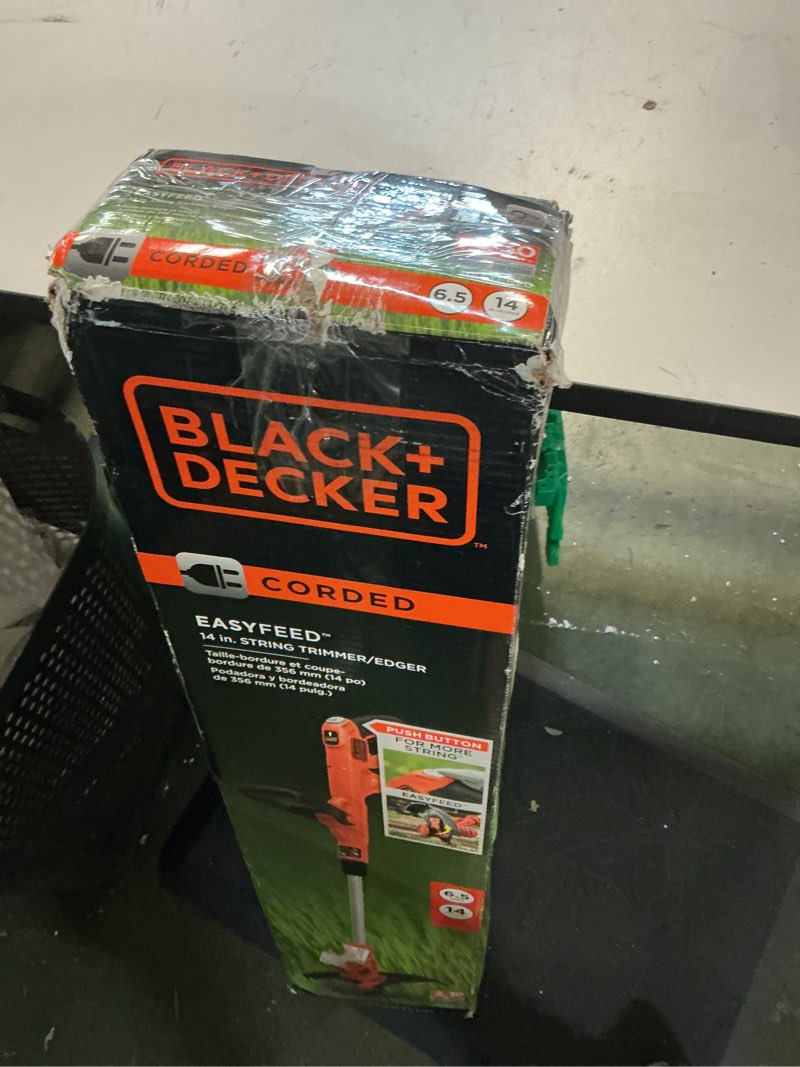 CORDED
6.5
14
BLACK+
DECKER™
CORDED
EASYFEED™
14 in. STRING TRIMMER/EDGER
Taille-bordure et coupe-
bordure de 356 mm (14 po)
Podadora y bordeadora
de 356 mm (14 pulg.)
PUSH BUTTON
FOR MORE
STRING
EASYFEED
6.5
14